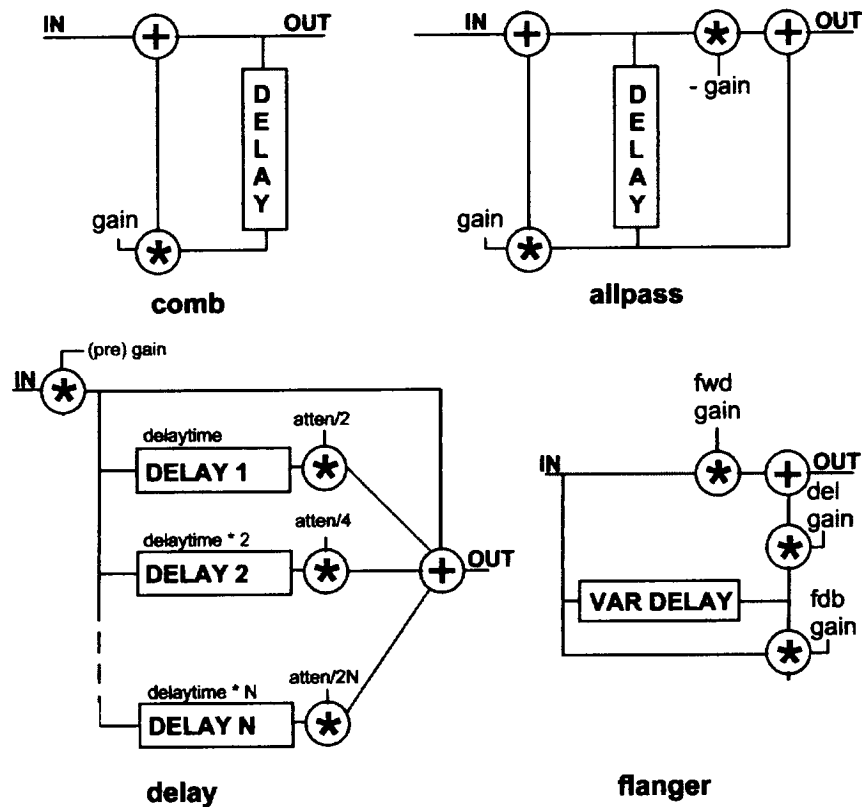 IN
+
OUT
DELAY
gain
*
comb
IN
+
*
+
OUT
- gain
DELAY
gain
*
allpass
IN
*
(pre) gain
delaytime
DELAY 1
atten/2
*
delaytime * 2
DELAY 2
atten/4
*
+
OUT
delaytime * N
DELAY N
atten/2N
*
delay
fwd
gain
IN
*
+
OUT
del
gain
*
VAR DELAY
fdb
gain
*
flanger